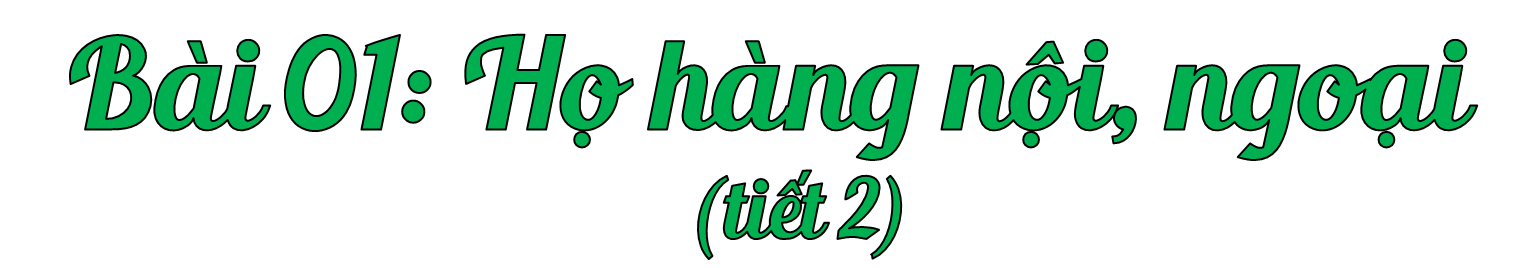 Bài 01: Họ hàng nội, ngoại
(tiết 2)